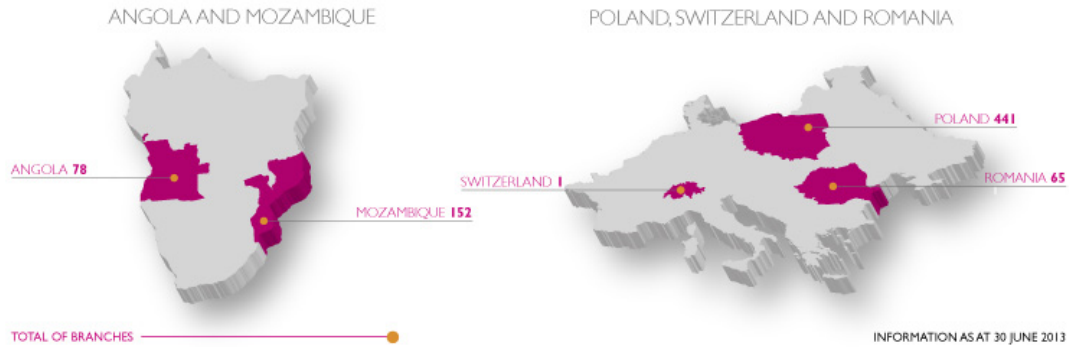 ANGOLA AND MOZAMBIQUE
POLAND, SWITZERLAND AND ROMANIA
POLAND 441
ANGOLA 78
SWITZERLAND 1
ROMANIA 65
MOZAMBIQUE 152
TOTAL OF BRANCHES
INFORMATION AS AT 30 JUNE 2013